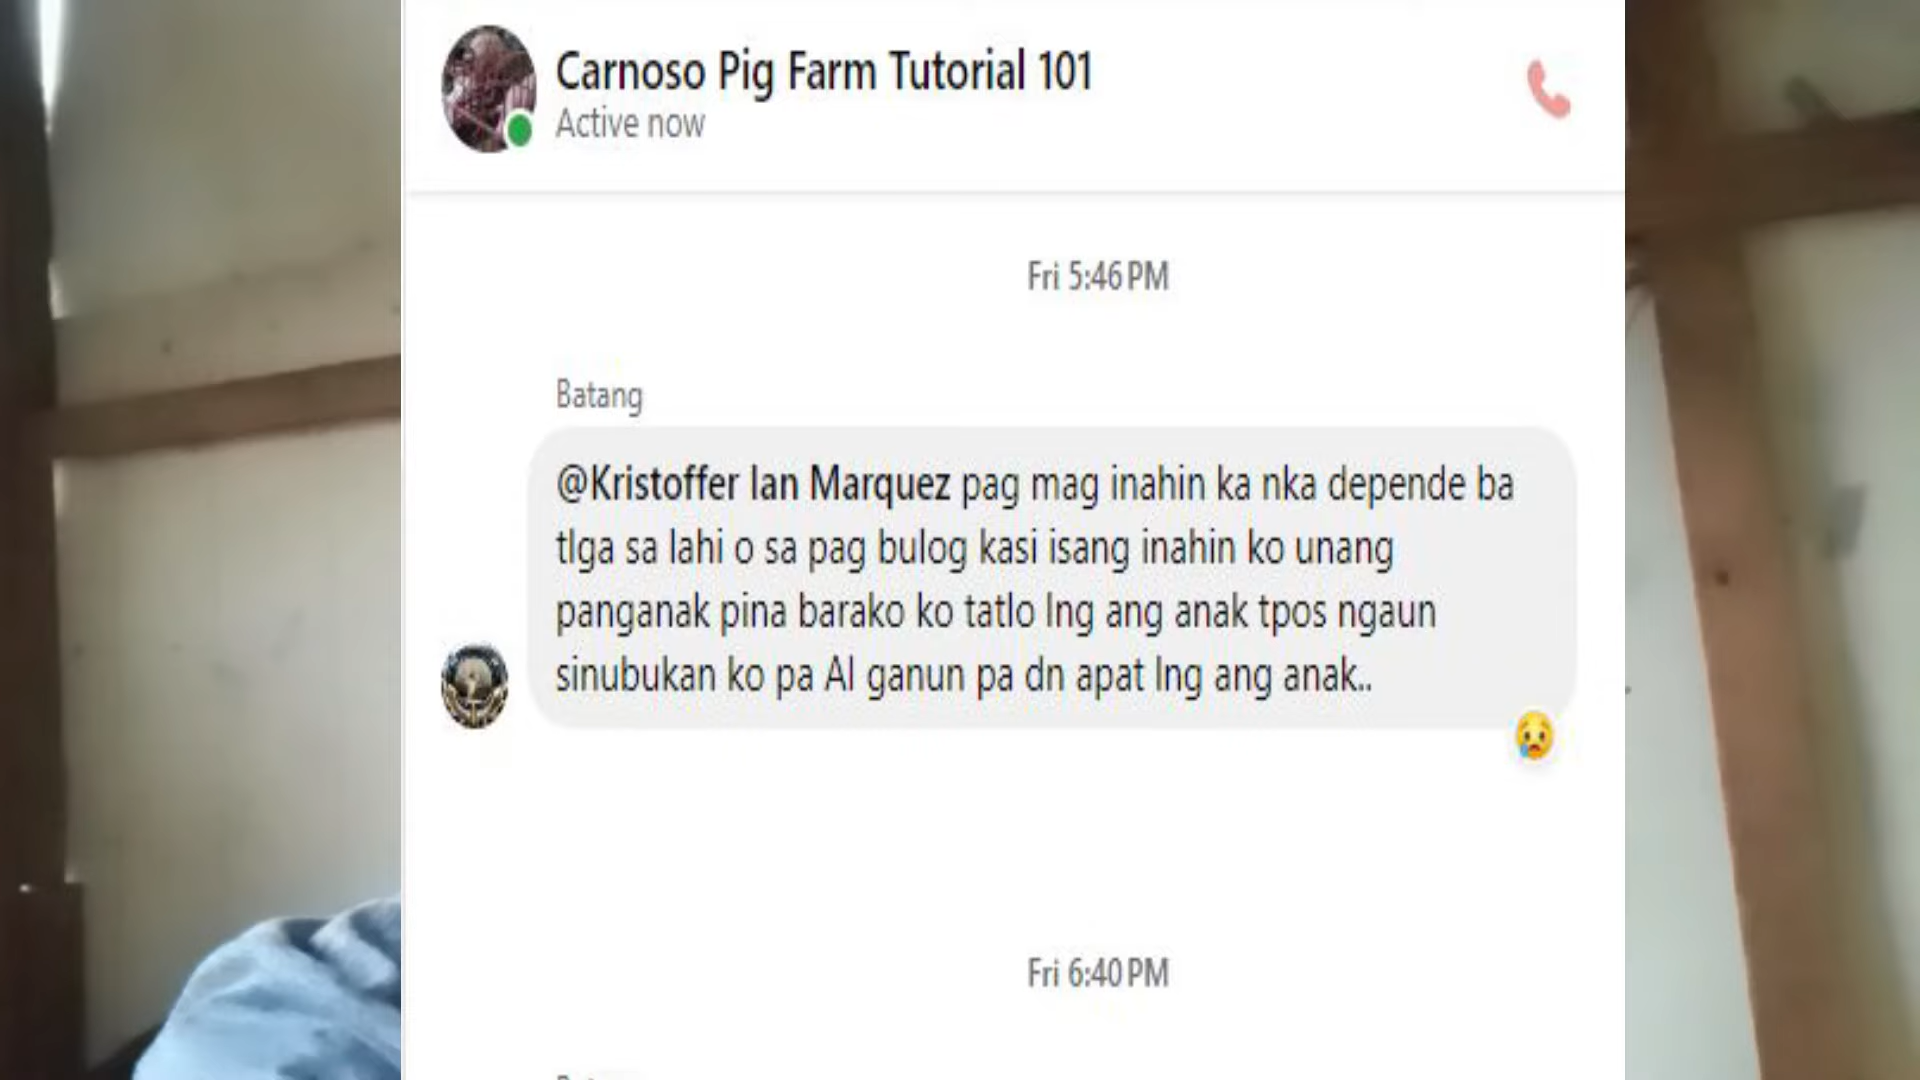 Carnoso Pig Farm Tutorial 101
Active now
Fri 5:46 PM
Batang
@Kristoffer Ian Marquez pag mag inahin ka nka depende ba
tlga sa lahi o sa pag bulog kasi isang inahin ko unang
panganak pina barako ko tatlo lng ang anak tpos ngaun
sinubukan ko pa AI ganun pa dn apat lng ang anak..
Fri 6:40 PM